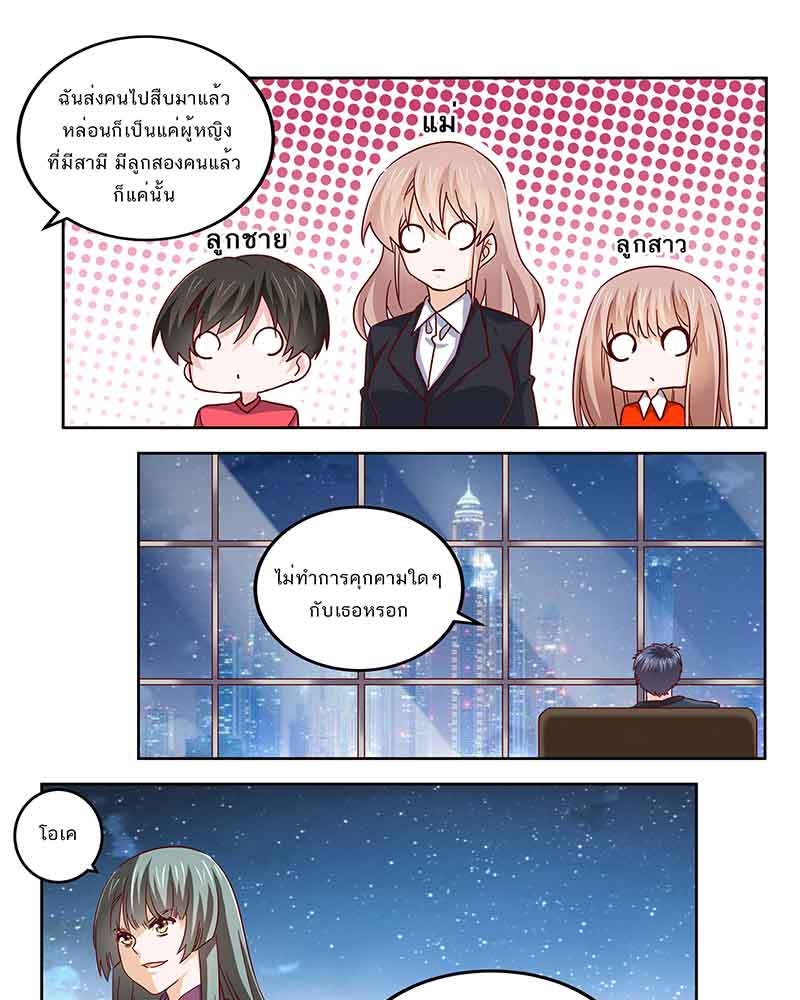 ฉันส่งคนไปสืบมาแล้ว
หล่อนก็เป็นแค่ผู้หญิง
ที่มีสามี มีลูกสองคนแล้ว
ก็แค่นั้น
แม่
ลูกชาย
ลูกสาว
ไม่ทำการคุกคามใดๆ
กับเธอหรอก
โอเค